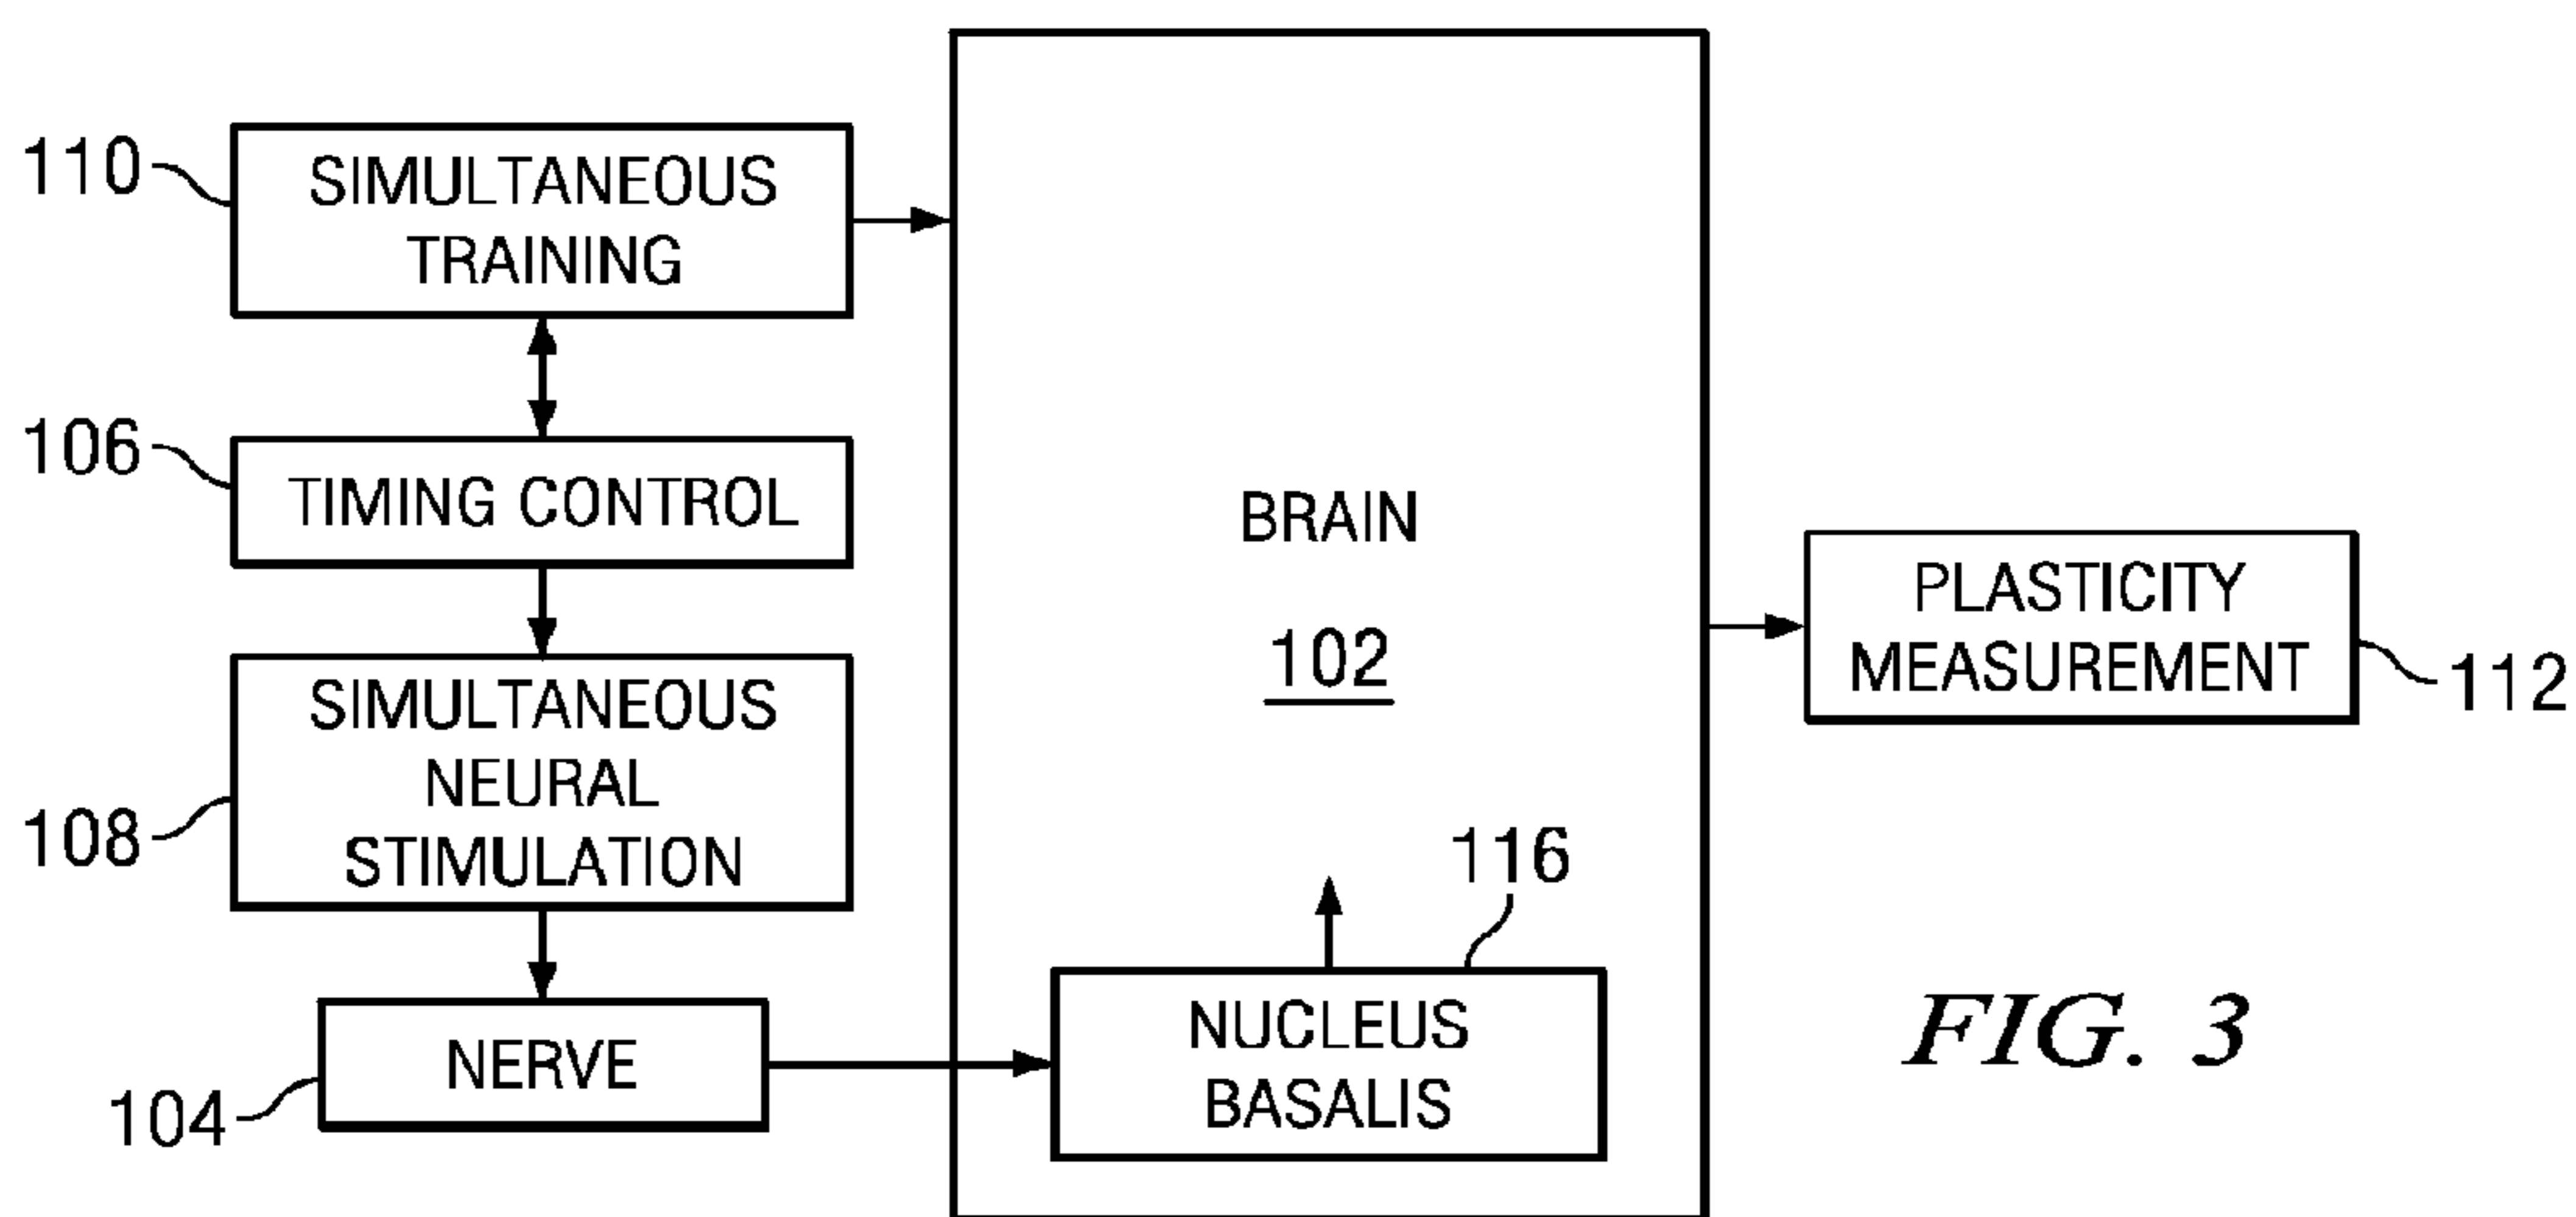 110
SIMULTANEOUS
TRAINING
106
TIMING CONTROL
108
SIMULTANEOUS
NEURAL
STIMULATION
104
NERVE
BRAIN
102
116
NUCLEUS
BASALIS
PLASTICITY
MEASUREMENT
112
FIG. 3